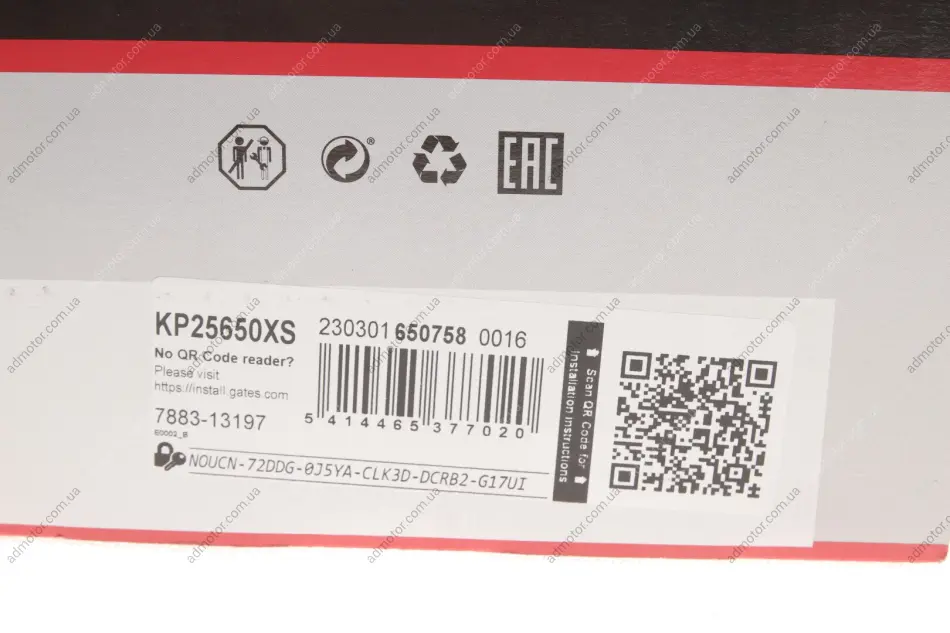 ®
EAC
KP25650XS
230301 650758 0016
No QR Code reader?
Please visit
https://install.gates.com
7883-13197
E0002_B
5 414465 377020
NOUCN-72DDG-0J5YA-CLK3D-DCRB2-G17UI
Scan QR Code for
Installation instructions
admotor.com.ua